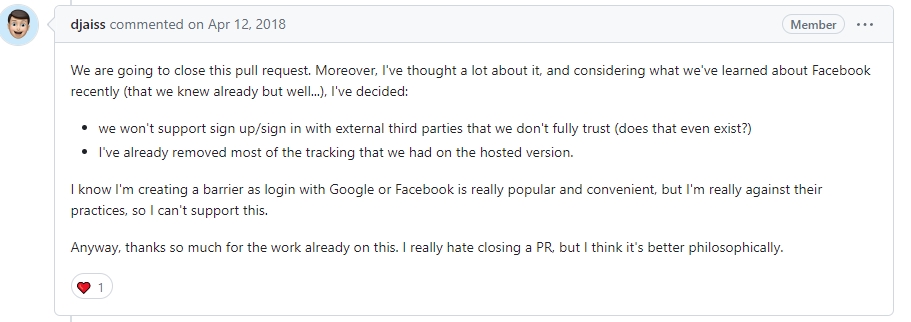 djaiss commented on Apr 12, 2018
Member
We are going to close this pull request. Moreover, I've thought a lot about it, and considering what we've learned about Facebook
recently (that we knew already but well...), I've decided:
• we won't support sign up/sign in with external third parties that we don't fully trust (does that even exist?)
• I've already removed most of the tracking that we had on the hosted version.
I know I'm creating a barrier as login with Google or Facebook is really popular and convenient, but I'm really against their
practices, so I can't support this.
Anyway, thanks so much for the work already on this. I really hate closing a PR, but I think it's better philosophically.
1